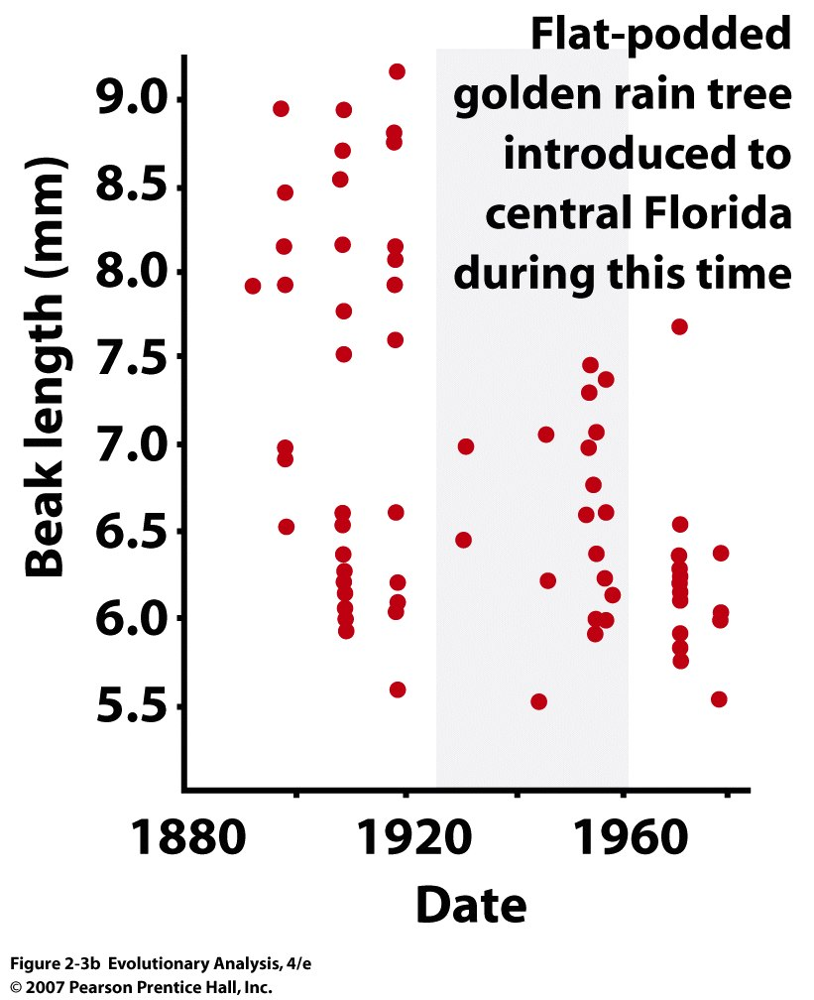 Flat-podded
golden rain tree
introduced to
central Florida
during this time
Beak length (mm)
9.0
8.5
8.0
7.5
7.0
6.5
6.0
5.5
1880 1920 1960
Date
Figure 2-3b Evolutionary Analysis, 4/e
© 2007 Pearson Prentice Hall, Inc.